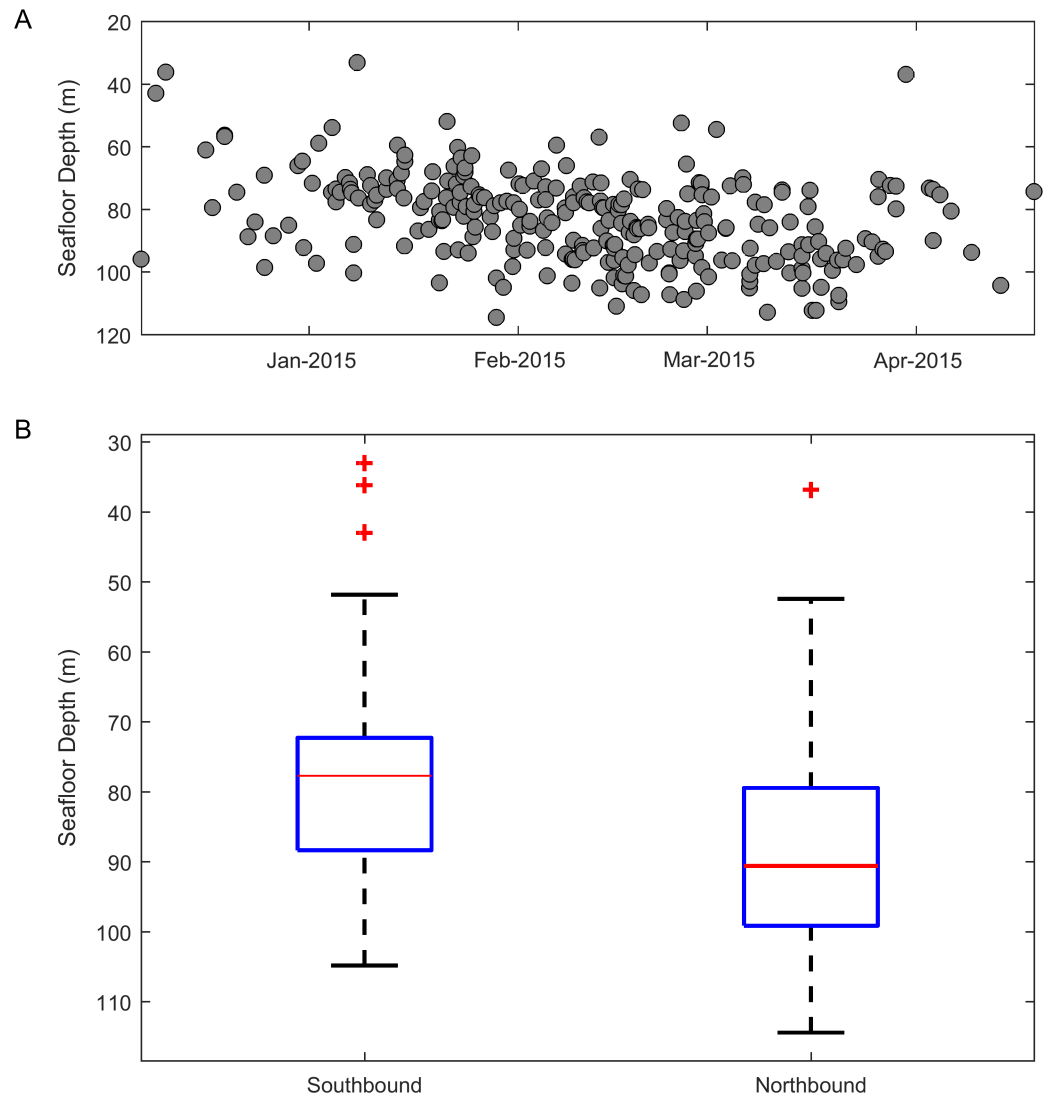 A
20
40
60
80
100
120
Seafloor Depth (m)
Jan-2015 Feb-2015 Mar-2015 Apr-2015
B
30
40
50
60
70
80
90
100
110
Seafloor Depth (m)
Southbound Northbound